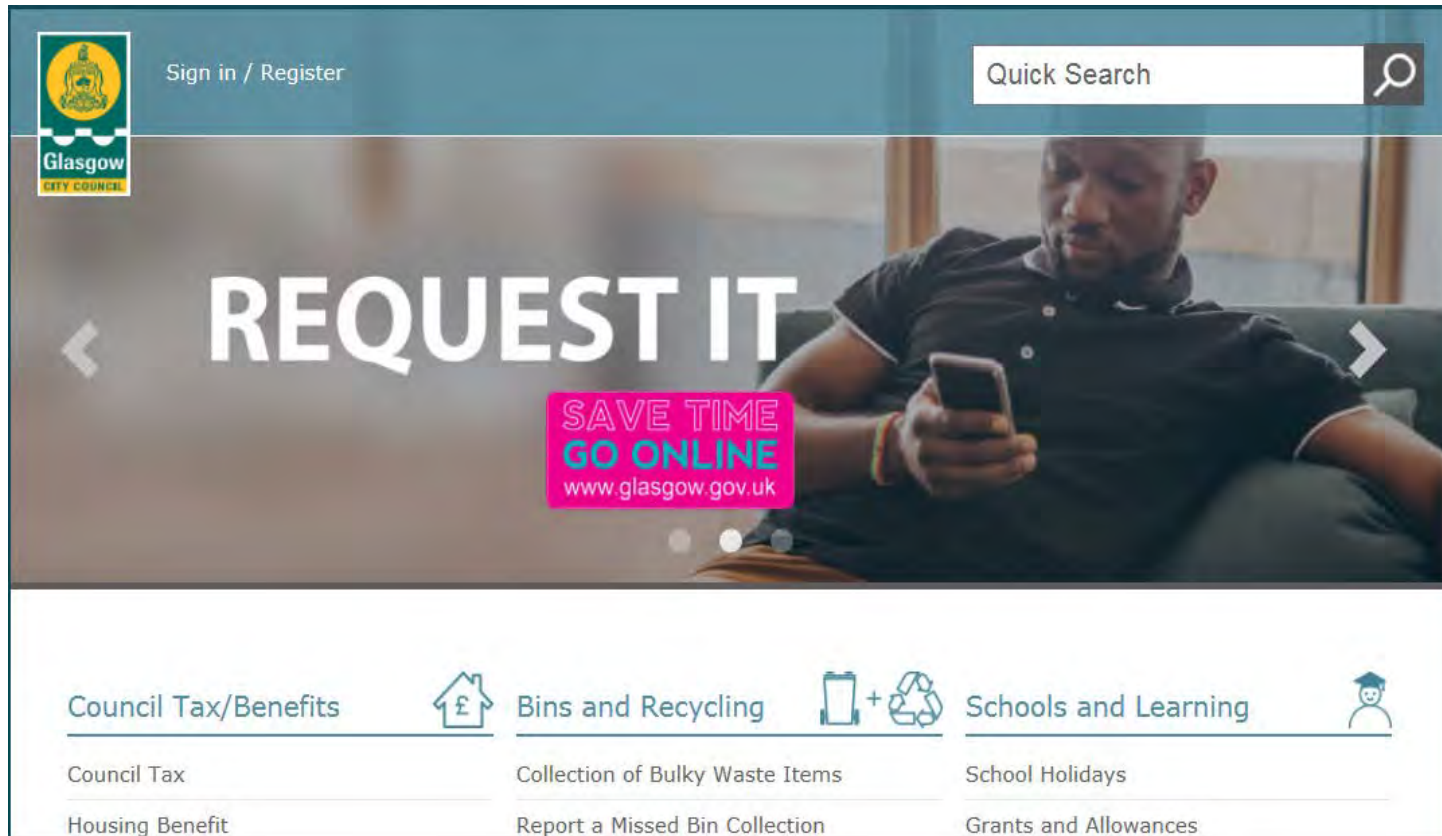 Sign in / Register
Quick Search
Glasgow
CITY COUNCIL
REQUEST IT
SAVE TIME
GO ONLINE
www.glasgow.gov.uk
Council Tax/Benefits
£
Council Tax
Housing Benefit
Bins and Recycling
+
Collection of Bulky Waste Items
Report a Missed Bin Collection
Schools and Learning
School Holidays
Grants and Allowances